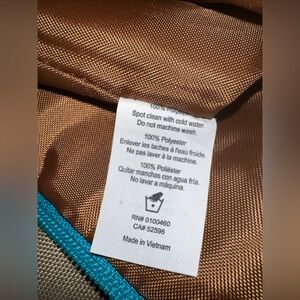 100% Polyester
Spot clean with cold water.
Do not machine wash.
100% Polyester
Enlever les taches à l'eau froide.
Ne pas laver à la machine.
100% Poliéster
Quitar manchas con agua fría.
No lavar a máquina.
RN# 0100460
CA# 52596
Made in Vietnam